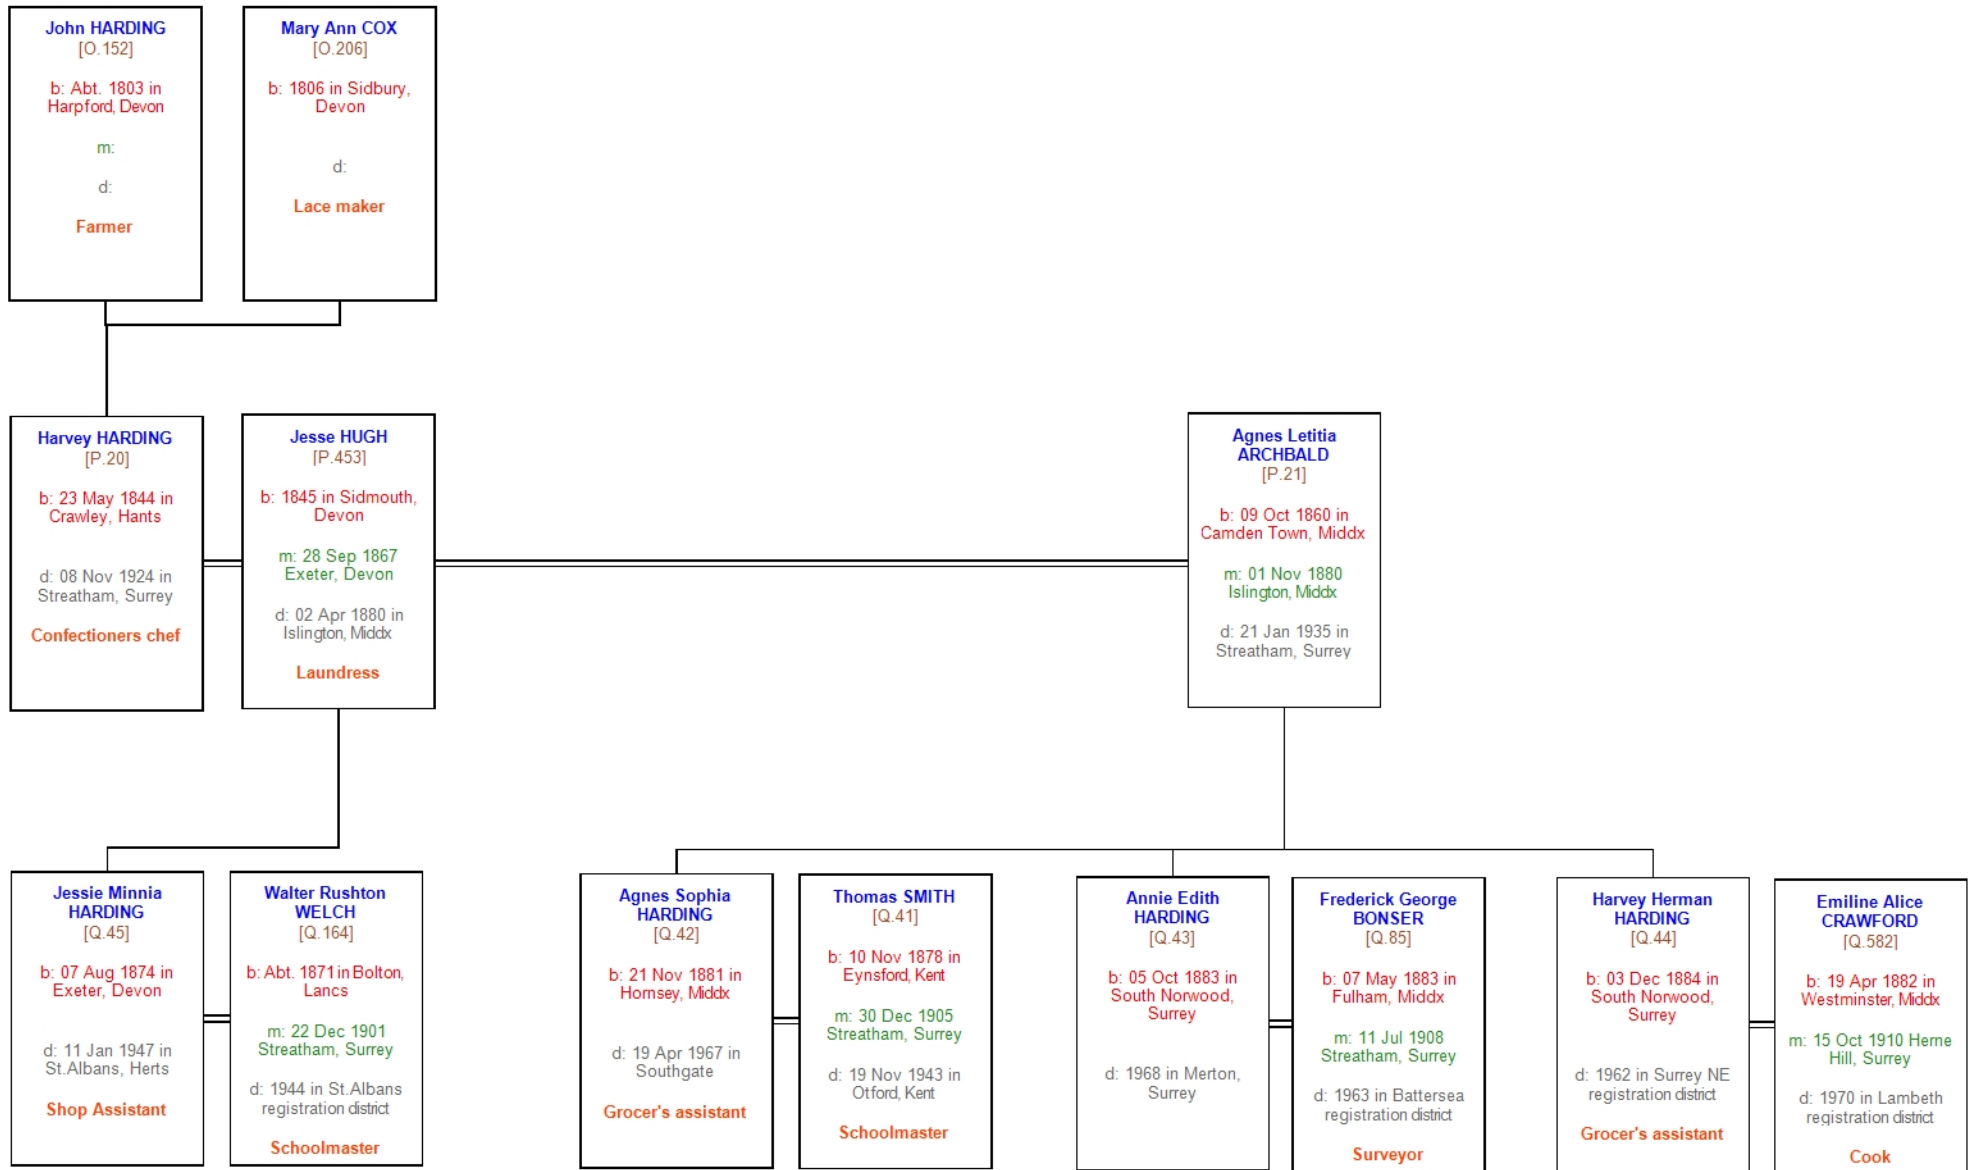 John HARDING
[O.152]
b: Abt. 1803 in
Harpford, Devon
m:
d:
Farmer
Mary Ann COX
[O.206]
b: 1806 in Sidbury,
Devon
d:
Lace maker
Harvey HARDING
[P.20]
b: 23 May 1844 in
Crawley, Hants
d: 08 Nov 1924 in
Streatham, Surrey
Confectioners chef
Jesse HUGH
[P.453]
b: 1845 in Sidmouth,
Devon
m: 28 Sep 1867
Exeter, Devon
d: 02 Apr 1880 in
Islington, Middx
Laundress
Agnes Letitia
ARCHBALD
[P.21]
b: 09 Oct 1860 in
Camden Town, Middx
m: 01 Nov 1880
Islington, Middx
d: 21 Jan 1935 in
Streatham, Surrey
Jessie Minnia
HARDING
[Q.45]
b: 07 Aug 1874 in
Exeter, Devon
d: 11 Jan 1947 in
St.Albans, Herts
Shop Assistant
Walter Rushton
WELCH
[Q.164]
b: Abt. 1871 in Bolton,
Lancs
m: 22 Dec 1901
Streatham, Surrey
d: 1944 in St.Albans
registration district
Schoolmaster
Agnes Sophia
HARDING
[Q.42]
b: 21 Nov 1881 in
Hornsey, Middx
d: 19 Apr 1967 in
Southgate
Grocer's assistant
Thomas SMITH
[Q.41]
b: 10 Nov 1878 in
Eynsford, Kent
m: 30 Dec 1905
Streatham, Surrey
d: 19 Nov 1943 in
Otford, Kent
Schoolmaster
Annie Edith
HARDING
[Q.43]
b: 05 Oct 1883 in
South Norwood,
Surrey
d: 1968 in Merton,
Surrey
Frederick George
BONSER
[Q.85]
b: 07 May 1883 in
Fulham, Middx
m: 11 Jul 1908
Streatham, Surrey
d: 1963 in Battersea
registration district
Surveyor
Harvey Herman
HARDING
[Q.44]
b: 03 Dec 1884 in
South Norwood,
Surrey
d: 1962 in Surrey NE
registration district
Grocer's assistant
Emiline Alice
CRAWFORD
[Q.582]
b: 19 Apr 1882 in
Westminster, Middx
m: 15 Oct 1910 Herne
Hill, Surrey
d: 1970 in Lambeth
registration district
Cook